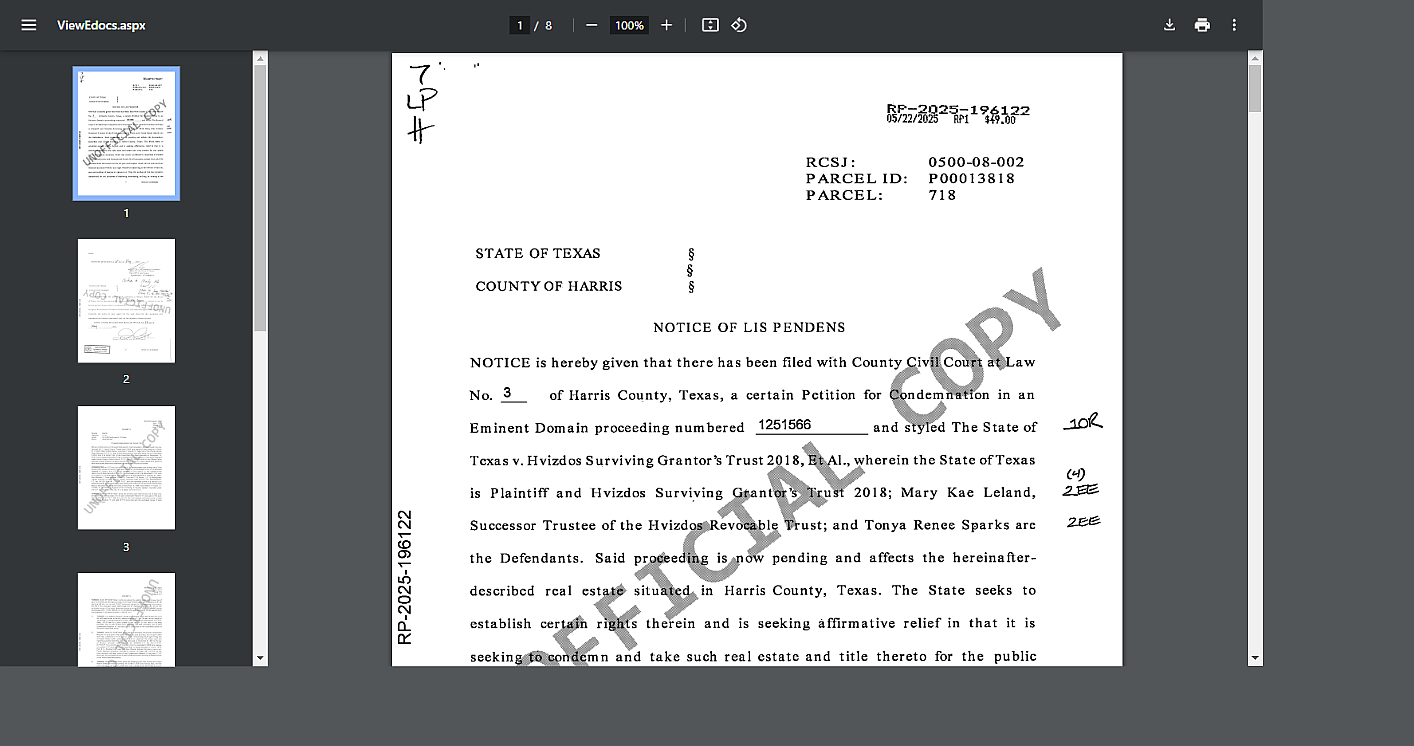 ViewEdocs.aspx
1 / 8
100%
1
2
3
7
LP
#
RP-2025-196122
05/22/2025 RP1 $49.00
RCSJ: 0500-08-002
PARCEL ID: P00013818
PARCEL: 718
STATE OF TEXAS §
§
COUNTY OF HARRIS §
NOTICE OF LIS PENDENS
NOTICE is hereby given that there has been filed with County Civil Court at Law
No. 3 of Harris County, Texas, a certain Petition for Condemnation in an
Eminent Domain proceeding numbered 1251566 and styled The State of
10R
Texas v. Hvizdos Surviving Grantor's Trust 2018, Et Al., wherein the State of Texas
(4)
is Plaintiff and Hvizdos Surviving Grantor's Trust 2018; Mary Kae Leland,
2EE
Successor Trustee of the Hvizdos Revocable Trust; and Tonya Renee Sparks are
2EE
the Defendants. Said proceeding is now pending and affects the hereinafter-
described real estate situated in Harris County, Texas. The State seeks to
establish certain rights therein and is seeking affirmative relief in that it is
seeking to condemn and take such real estate and title thereto for the public
RP-2025-196122
OFFICIAL COPY
UNOFFICIAL COPY
UNOFFICIAL COPY
UNOFFICIAL COPY